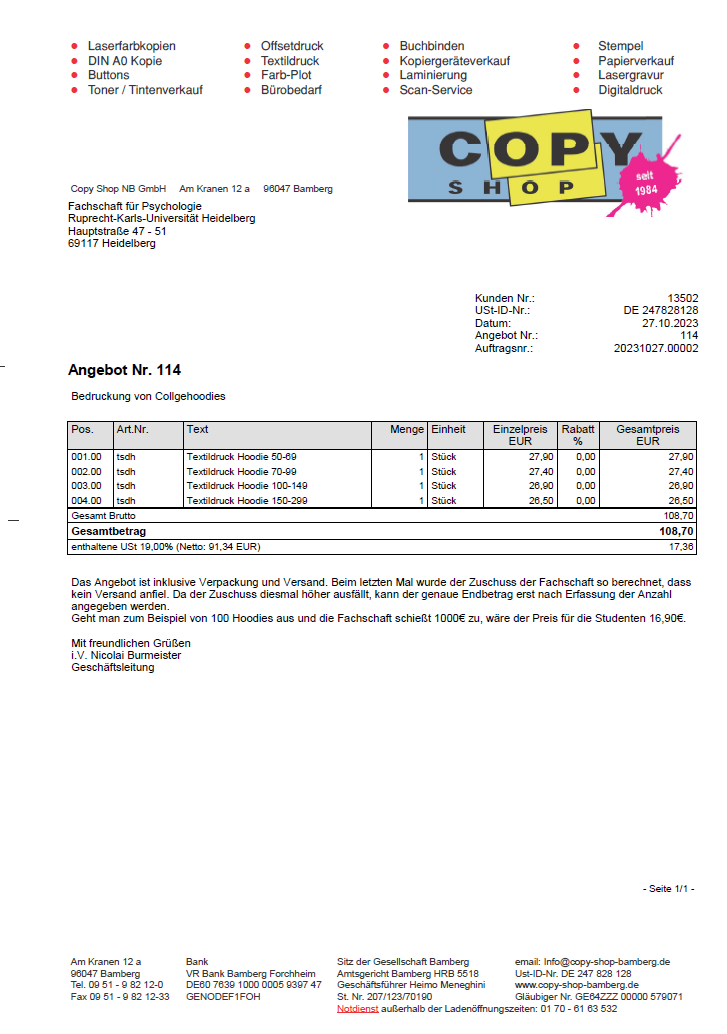 Laserfarbkopien Offsetdruck Buchbinden Stempel
DIN A0 Kopie Textildruck Kopiergeräteverkauf Papierverkauf
Buttons Farb-Plot Laminierung Lasergravur
Toner / Tintenverkauf Bürobedarf Scan-Service Digitaldruck
COPY
SHOP
seit
1984
Copy Shop NB GmbH Am Kranen 12 a 96047 Bamberg
Fachschaft für Psychologie
Ruprecht-Karls-Universität Heidelberg
Hauptstraße 47 - 51
69117 Heidelberg
Kunden Nr.: 13502
USt-ID-Nr.: DE 247828128
Datum: 27.10.2023
Angebot Nr.: 114
Auftragsnr.: 20231027.00002
Angebot Nr. 114
Bedruckung von Collgehoodies
Pos. Art.Nr. Text Menge Einheit Einzelpreis Rabatt Gesamtpreis
EUR % EUR
001.00 tsdh Textildruck Hoodie 50-69 1 Stück 27,90 0,00 27,90
002.00 tsdh Textildruck Hoodie 70-99 1 Stück 27,40 0,00 27,40
003.00 tsdh Textildruck Hoodie 100-149 1 Stück 26,90 0,00 26,90
004.00 tsdh Textildruck Hoodie 150-299 1 Stück 26,50 0,00 26,50
Gesamt Brutto 108,70
Gesamtbetrag 108,70
enthaltene USt 19,00% (Netto: 91,34 EUR) 17,36
Das Angebot ist inklusive Verpackung und Versand. Beim letzten Mal wurde der Zuschuss der Fachschaft so berechnet, dass
kein Versand anfiel. Da der Zuschuss diesmal höher ausfällt, kann der genaue Endbetrag erst nach Erfassung der Anzahl
angegeben werden.
Geht man zum Beispiel von 100 Hoodies aus und die Fachschaft schießt 1000€ zu, wäre der Preis für die Studenten 16,90€.
Mit freundlichen Grüßen
i.V. Nicolai Burmeister
Geschäftsleitung
- Seite 1/1 -
Am Kranen 12 a Bank Sitz der Gesellschaft Bamberg email: Info@copy-shop-bamberg.de
96047 Bamberg VR Bank Bamberg Forchheim Amtsgericht Bamberg HRB 5518 Ust-ID-Nr. DE 247 828 128
Tel. 09 51 - 9 82 12-0 DE60 7639 1000 0005 9397 47 Geschäftsführer Heimo Meneghini www.copy-shop-bamberg.de
Fax 09 51 - 9 82 12-33 GENODEF1FOH St. Nr. 207/123/70190 Gläubiger Nr. GE64ZZZ 00000 579071
Notdienst außerhalb der Ladenöffnungszeiten: 01 70 - 61 63 532